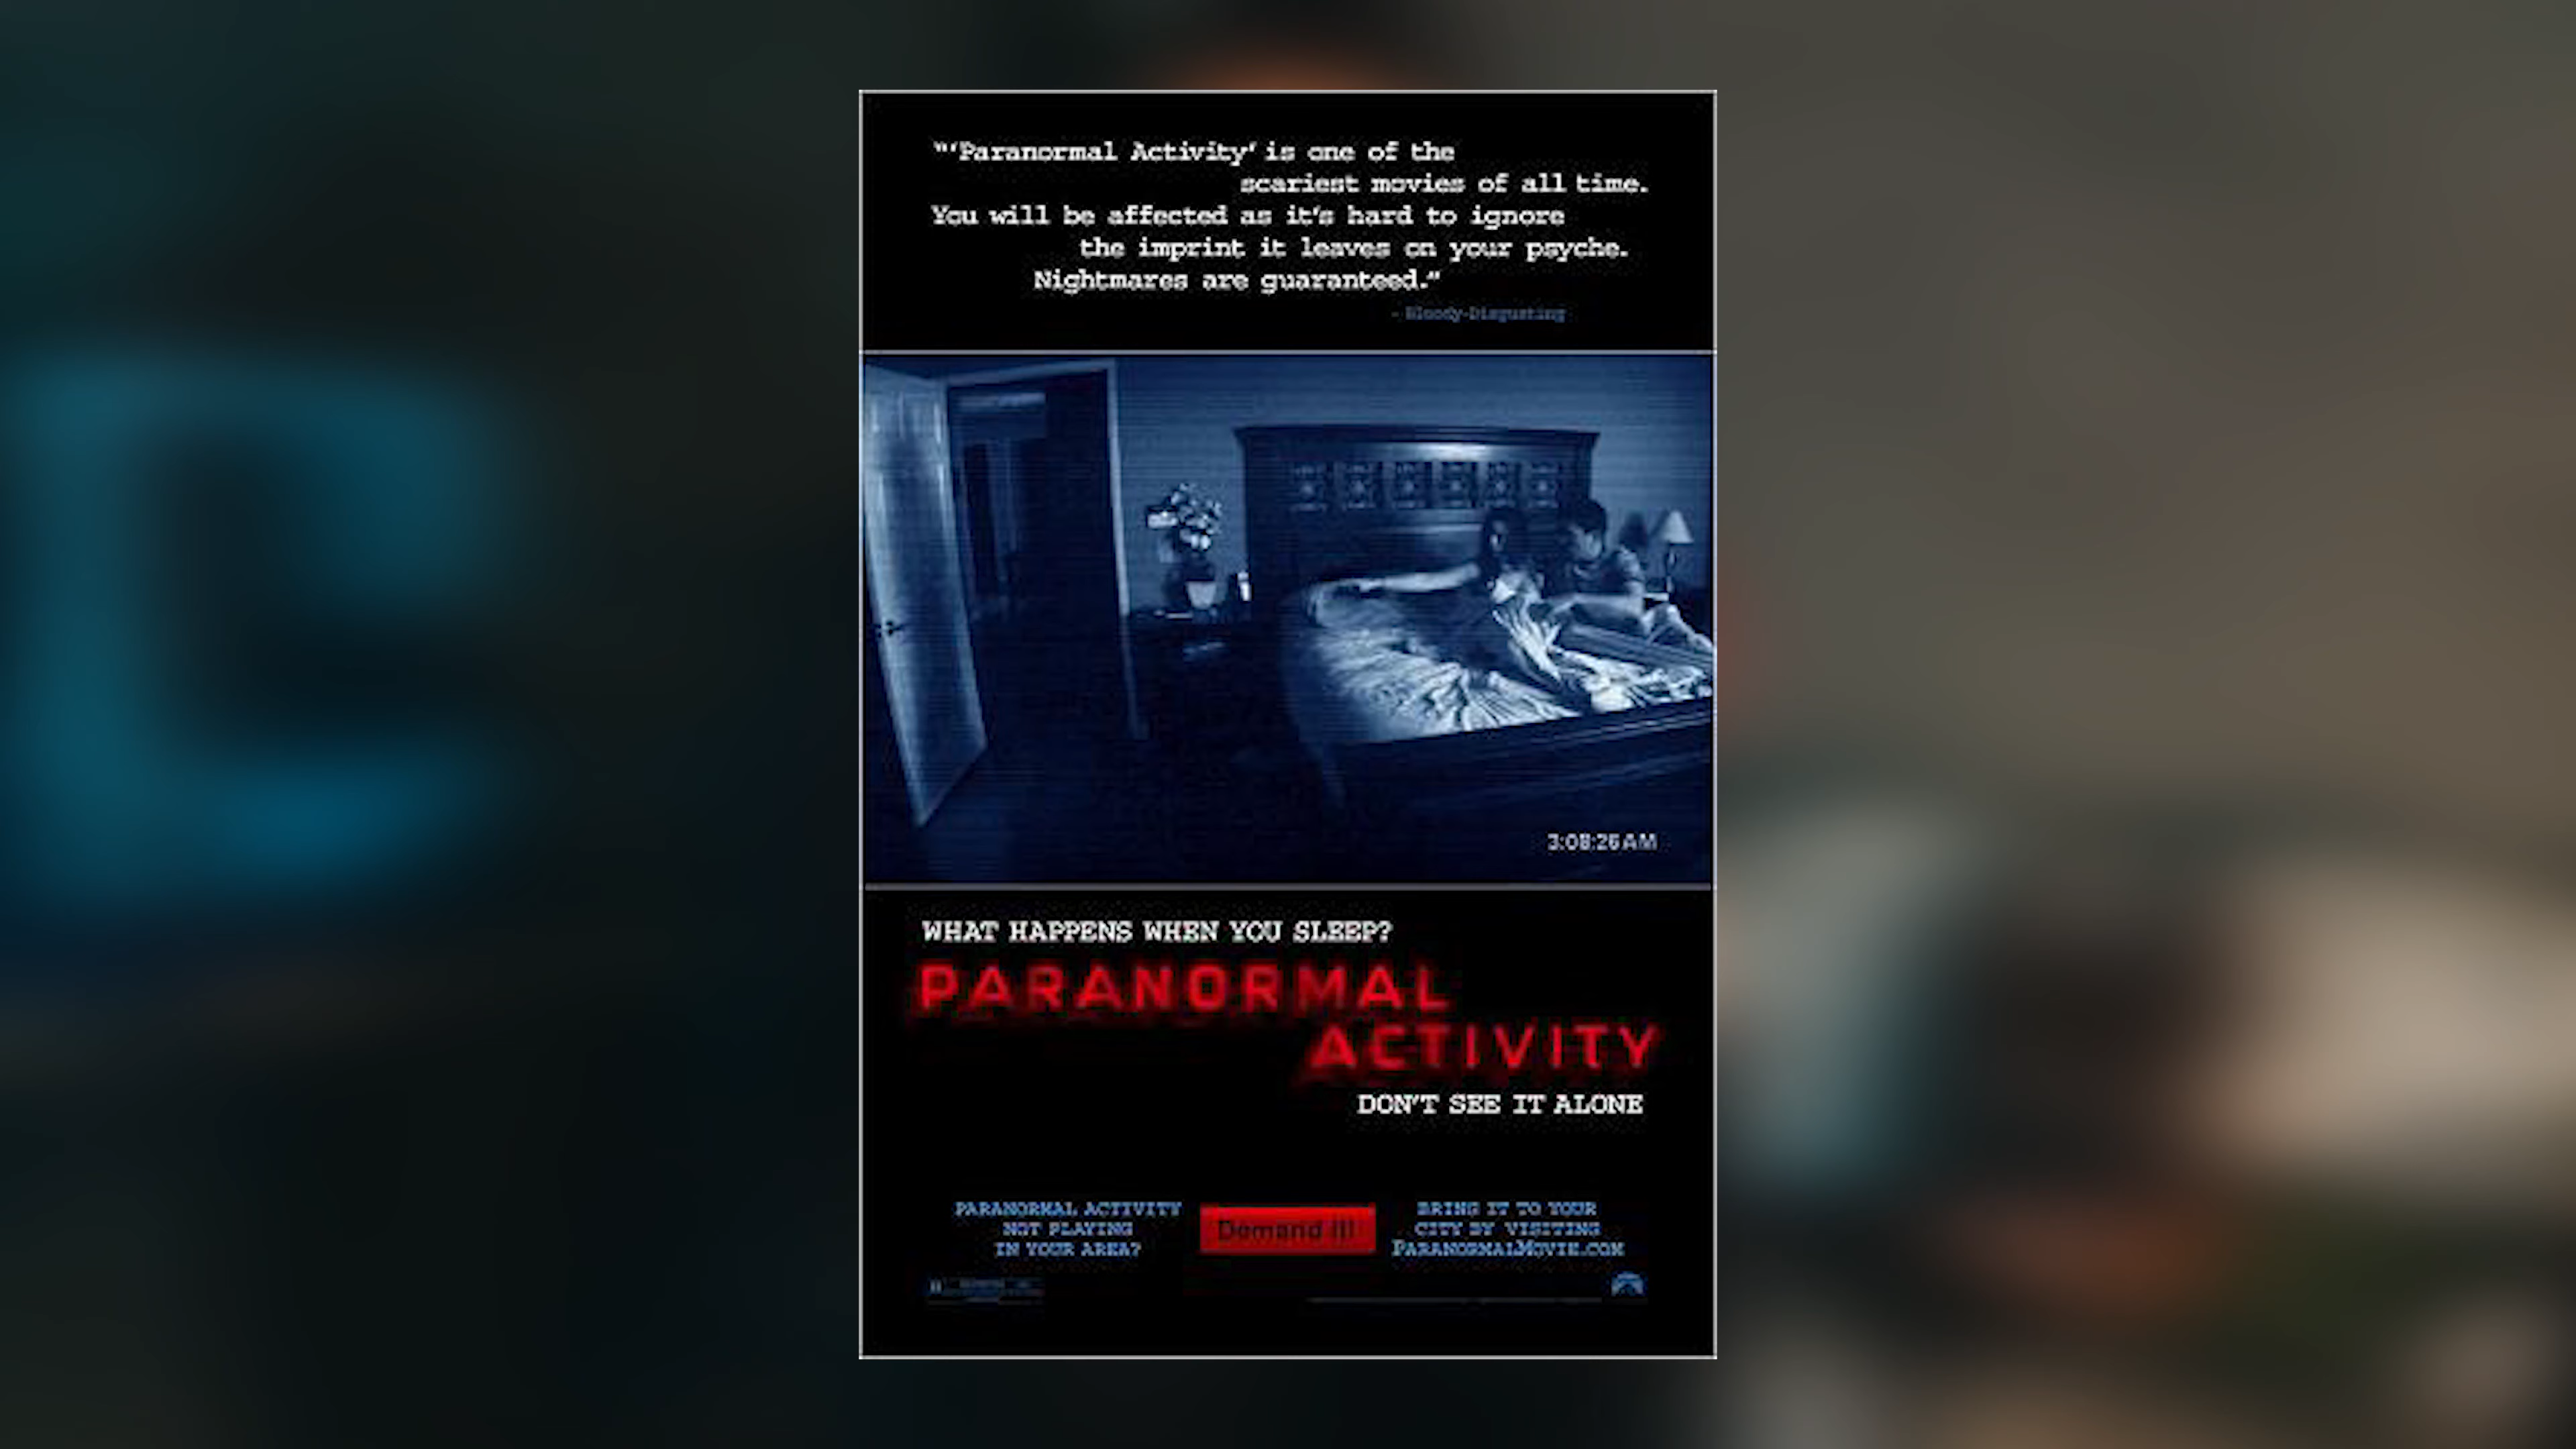 "'Paranormal Activity' is one of the
scariest movies of all time.
You will be affected as it's hard to ignore
the imprint it leaves on your psyche.
Nightmares are guaranteed."
- Bloody-Disgusting
3:08:26 AM
WHAT HAPPENS WHEN YOU SLEEP?
PARANORMAL
ACTIVITY
DON'T SEE IT ALONE
PARANORMAL ACTIVITY
NOT PLAYING
IN YOUR AREA?
Demand it!
BRING IT TO YOUR
CITY BY VISITING
PARANORMALMOVIE.COM